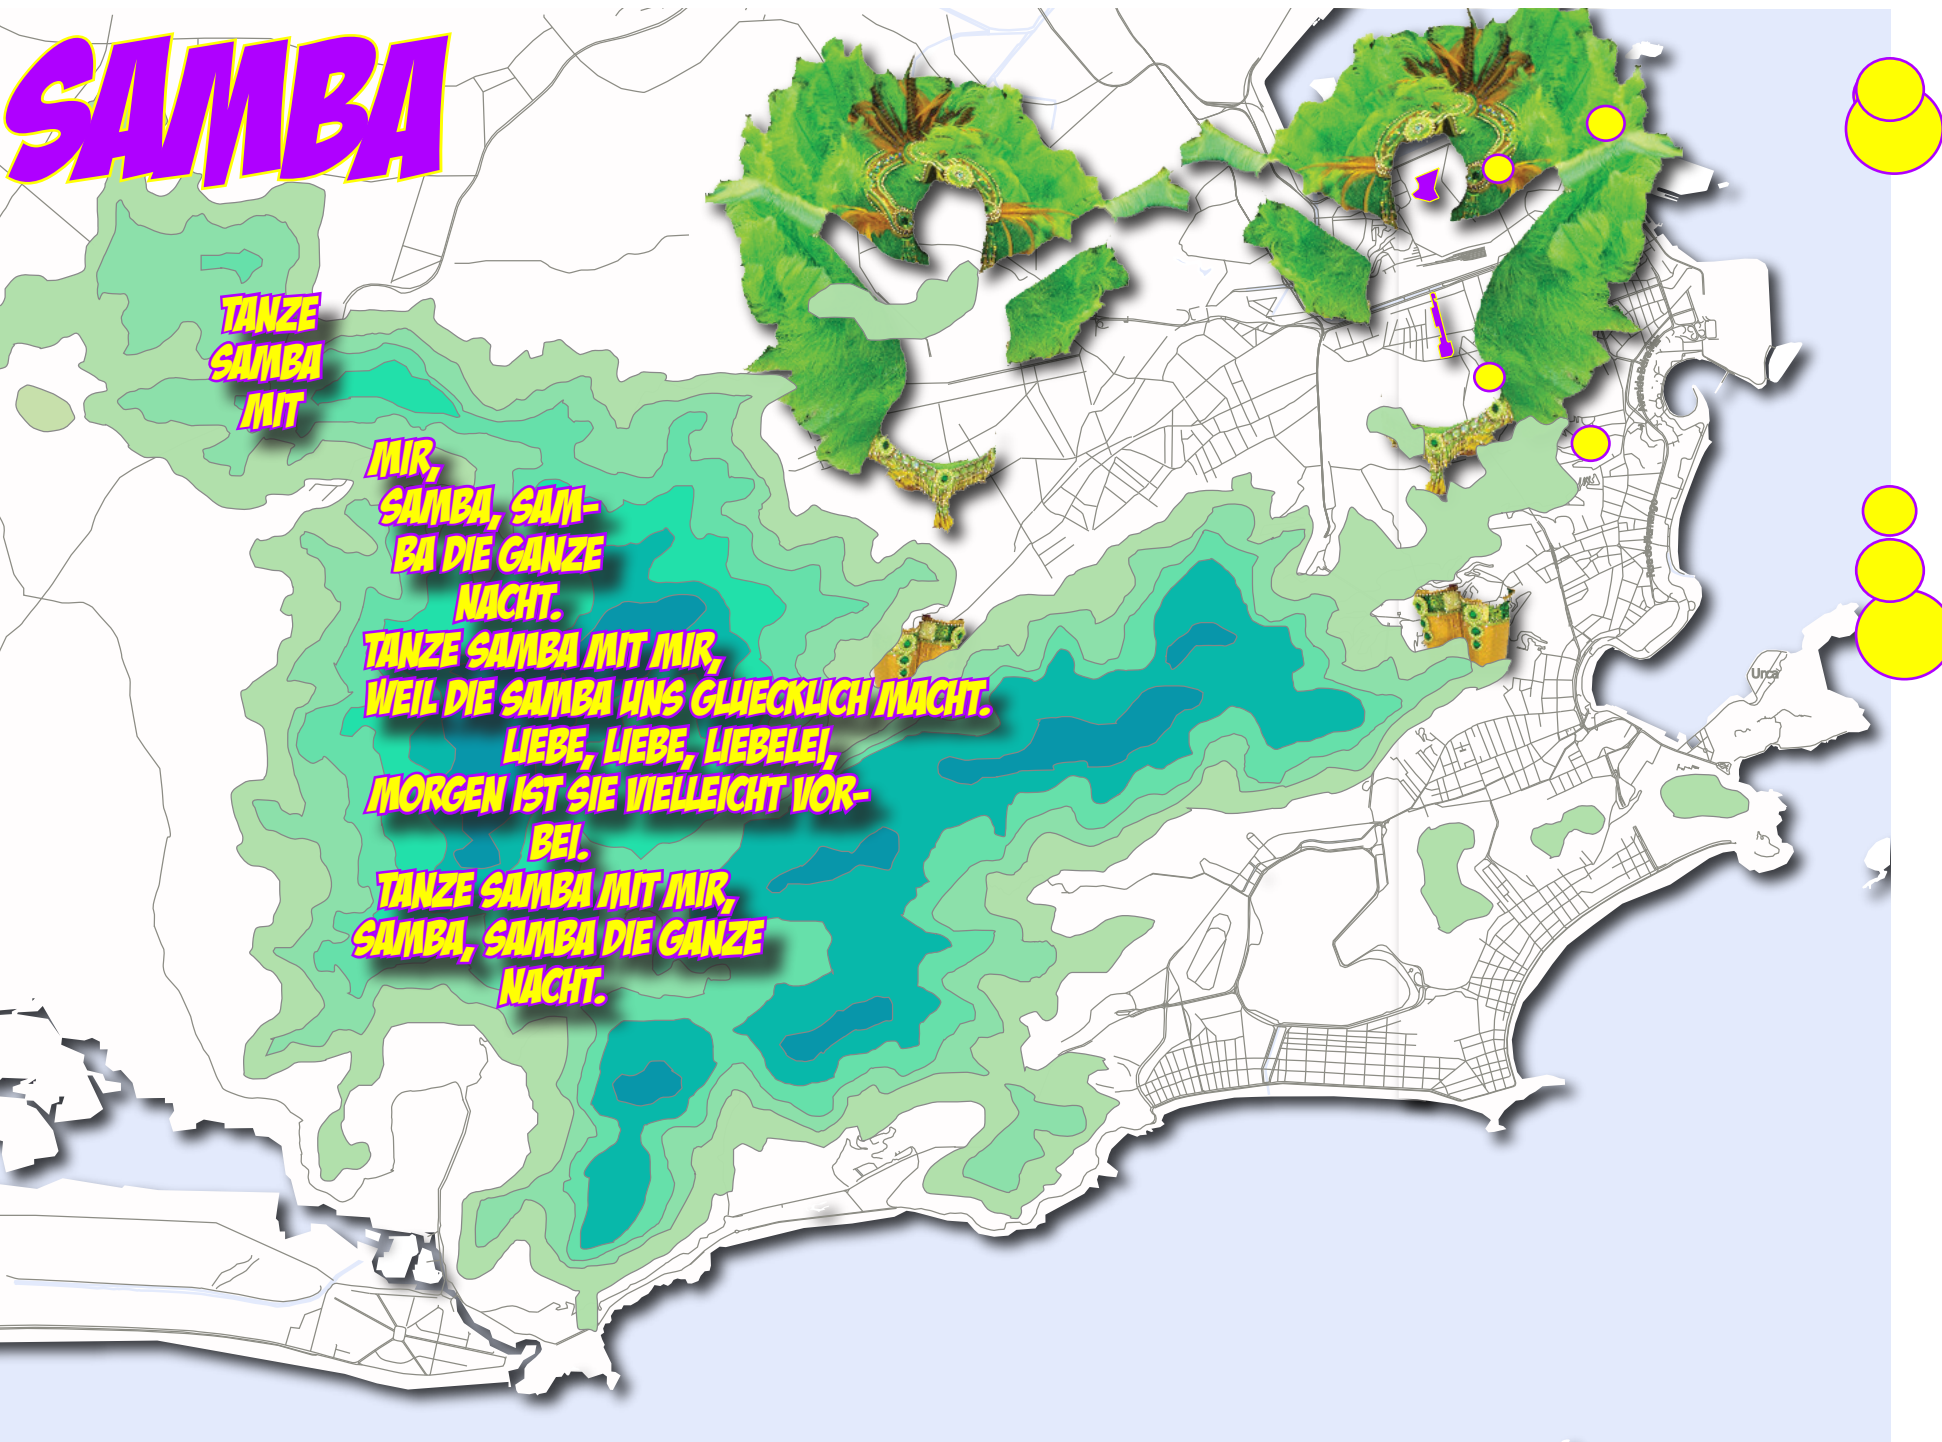 SAMBA
TANZE
SAMBA
MIT
MIR,
SAMBA, SAM-
BA DIE GANZE
NACHT.
TANZE SAMBA MIT MIR,
WEIL DIE SAMBA UNS GLUECKLICH MACHT.
LIEBE, LIEBE, LIEBELEI,
MORGEN IST SIE VIELLEICHT VOR-
BEI.
TANZE SAMBA MIT MIR,
SAMBA, SAMBA DIE GANZE
NACHT.
Urca